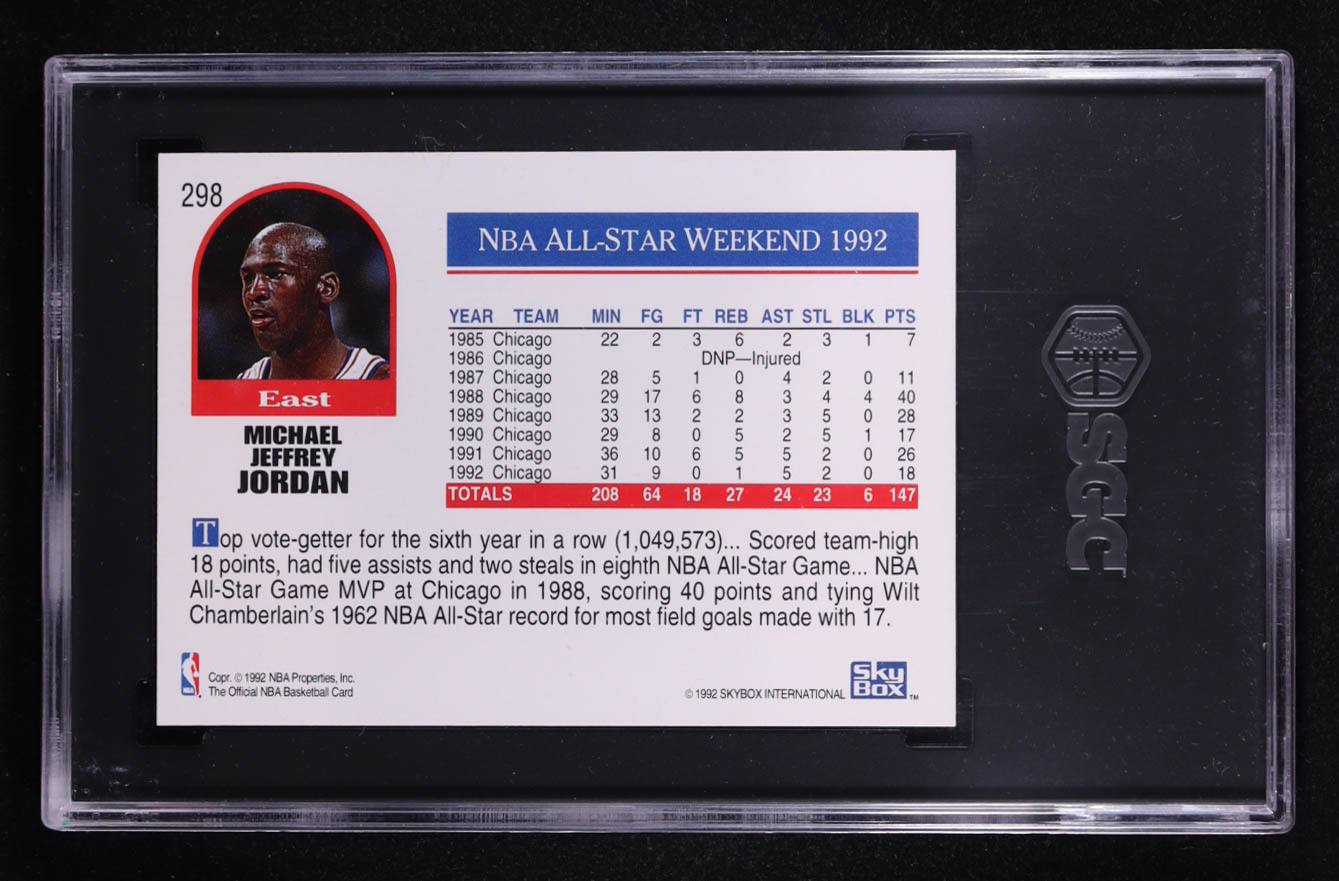 298
East
MICHAEL
JEFFREY
JORDAN
NBA ALL-STAR WEEKEND 1992
YEAR TEAM MIN FG FT REB AST STL BLK PTS
1985 Chicago 22 2 3 6 2 3 1 7
1986 Chicago DNP—Injured
1987 Chicago 28 5 1 0 4 2 0 11
1988 Chicago 29 17 6 8 3 4 4 40
1989 Chicago 33 13 2 2 3 5 0 28
1990 Chicago 29 8 0 5 2 5 1 17
1991 Chicago 36 10 6 5 5 2 0 26
1992 Chicago 31 9 0 1 5 2 0 18
TOTALS 208 64 18 27 24 23 6 147
Top vote-getter for the sixth year in a row (1,049,573)... Scored team-high
18 points, had five assists and two steals in eighth NBA All-Star Game... NBA
All-Star Game MVP at Chicago in 1988, scoring 40 points and tying Wilt
Chamberlain's 1962 NBA All-Star record for most field goals made with 17.
NBA
Copr. © 1992 NBA Properties, Inc.
The Official NBA Basketball Card
© 1992 SKYBOX INTERNATIONAL
SkyBox™
SGC